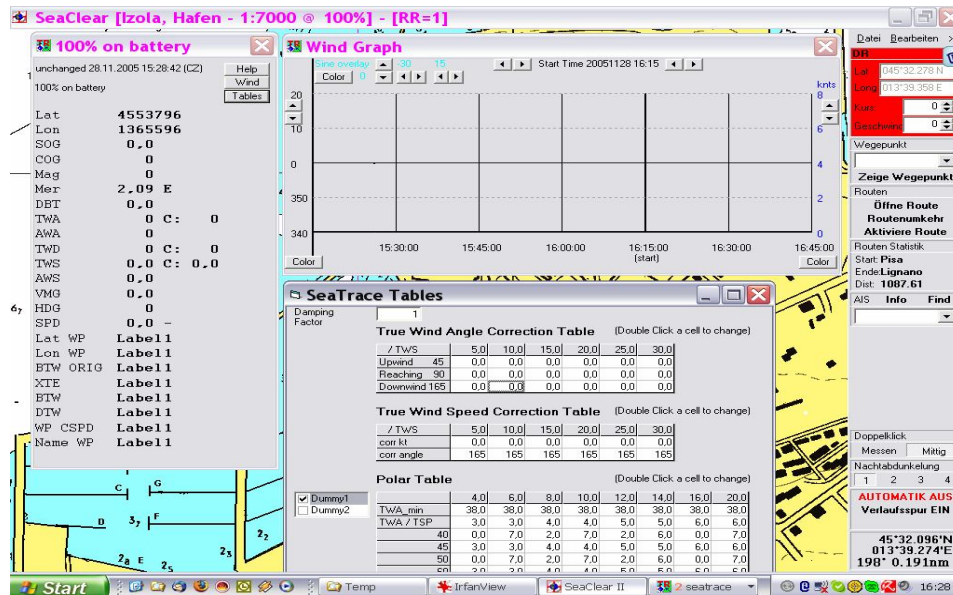 SeaClear [Izola, Hafen - 1:7000 @ 100%] - [RR=1]
100% on battery
unchanged 28.11.2005 15:28:42 (CZ)
100% on battery
Help
Wind
Tables
Lat 4553796
Lon 1365596
SOG 0,0
COG 0
Mag 0
Mer 2,09 E
DBT 0,0
TWA 0 C: 0
AWA 0
TWD 0 C: 0
TWS 0,0 C: 0,0
AWS 0,0
VMG 0,0
HDG 0
SPD 0,0 -
Lat WP Label1
Lon WP Label1
BTW ORIG Label1
XTE Label1
BTW Label1
DTW Label1
WP CSPD Label1
Name WP Label1
Wind Graph
Sine overlay -30 15 Start Time 20051128 16:15
Color 0
knts
20 8
10 6
0 4
350 2
340 0
15:30:00 15:45:00 16:00:00 16:15:00 16:30:00 16:45:00
(start)
Color Color
SeaTrace Tables
Damping Factor 1
True Wind Angle Correction Table (Double Click a cell to change)
/ TWS 5,0 10,0 15,0 20,0 25,0 30,0
Upwind 45 0,0 0,0 0,0 0,0 0,0 0,0
Reaching 90 0,0 0,0 0,0 0,0 0,0 0,0
Downwind 165 0,0 0,0 0,0 0,0 0,0 0,0
True Wind Speed Correction Table (Double Click a cell to change)
/ TWS 5,0 10,0 15,0 20,0 25,0 30,0
corr kt 0,0 0,0 0,0 0,0 0,0 0,0
corr angle 165 165 165 165 165 165
Polar Table (Double Click a cell to change)
Dummy1
Dummy2
4,0 6,0 8,0 10,0 12,0 14,0 16,0 20,0
TWA_min 38,0 38,0 38,0 38,0 38,0 38,0 38,0 38,0
TWA / TSP 3,0 3,0 4,0 4,0 5,0 5,0 6,0 6,0
40 0,0 7,0 2,0 7,0 2,0 0,0 0,0 7,0
45 3,0 3,0 4,0 4,0 5,0 5,0 6,0 6,0
50 0,0 7,0 2,0 7,0 2,0 0,0 0,0 7,0
Datei Bearbeiten >
DR
Lat 045°32.278 N
Long 013°39.358 E
Kurs 0
Geschwing 0
Wegepunkt
Zeige Wegepunkt
Routen
Öffne Route
Routenumkehr
Aktiviere Route
Routen Statistik
Start: Pisa
Ende: Lignano
Dist: 1087.61
AIS Info Find
Doppelklick
Messen Mittig
Nachtabdunkelung
1 2 3 4
AUTOMATIK AUS
Verlaufsspur EIN
45°32.096'N
013°39.274'E
198° 0.191nm
C G
D 3₇ F
2₈ E 2₅
2₂
2₃
6₇
Start Temp IrfanView SeaClear II 2 seatrace 16:28